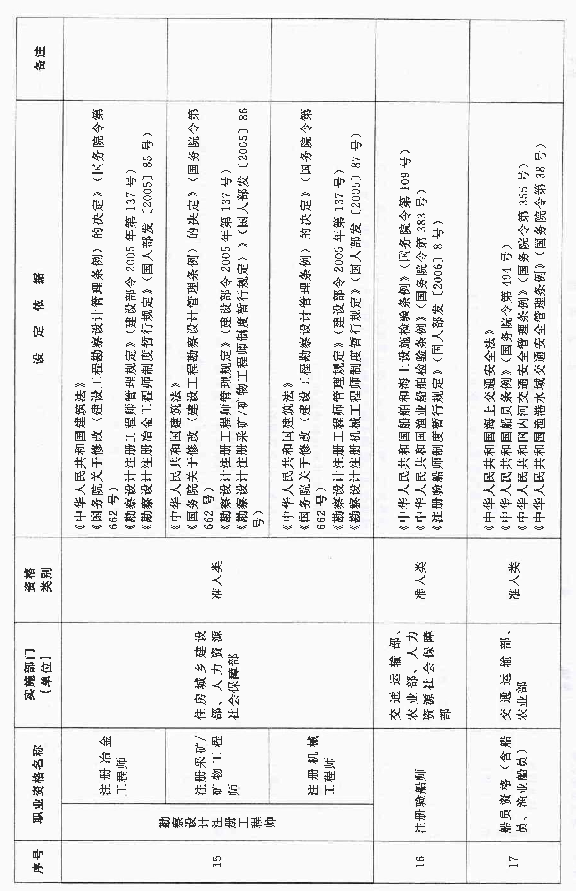 序号
职业资格名称
实施部门
（单位）
资格
类别
设定依据
备注
15
勘察设计注册工程师
注册冶金
工程师
住房城乡建设
部、人力资源
社会保障部
准入类
《中华人民共和国建筑法》
《国务院关于修改〈建设工程勘察设计管理条例〉的决定》（国务院令第
662号）
《勘察设计注册工程师管理规定》（建设部令2005年第137号）
《勘察设计注册冶金工程师制度暂行规定》（国人部发〔2005〕85号）
注册采矿/
矿物工程
师
《中华人民共和国建筑法》
《国务院关于修改〈建设工程勘察设计管理条例〉的决定》（国务院令第
662号）
《勘察设计注册工程师管理规定》（建设部令2005年第137号）
《勘察设计注册采矿/矿物工程师制度暂行规定》（国人部发〔2005〕86
号）
注册机械
工程师
《中华人民共和国建筑法》
《国务院关于修改〈建设工程勘察设计管理条例〉的决定》（国务院令第
662号）
《勘察设计注册工程师管理规定》（建设部令2005年第137号）
《勘察设计注册机械工程师制度暂行规定》（国人部发〔2005〕87号）
16
注册验船师
交通运输部、
农业部、人力
资源社会保障
部
准入类
《中华人民共和国船舶和海上设施检验条例》（国务院令第109号）
《中华人民共和国渔业船舶检验条例》（国务院令第383号）
《注册验船师制度暂行规定》（国人部发〔2006〕8号）
17
船员资格（含船
员、渔业船员）
交通运输部、
农业部
准入类
《中华人民共和国海上交通安全法》
《中华人民共和国船员条例》（国务院令第494号）
《中华人民共和国内河交通安全管理条例》（国务院令第355号）
《中华人民共和国渔港水域交通安全管理条例》（国务院令第38号）